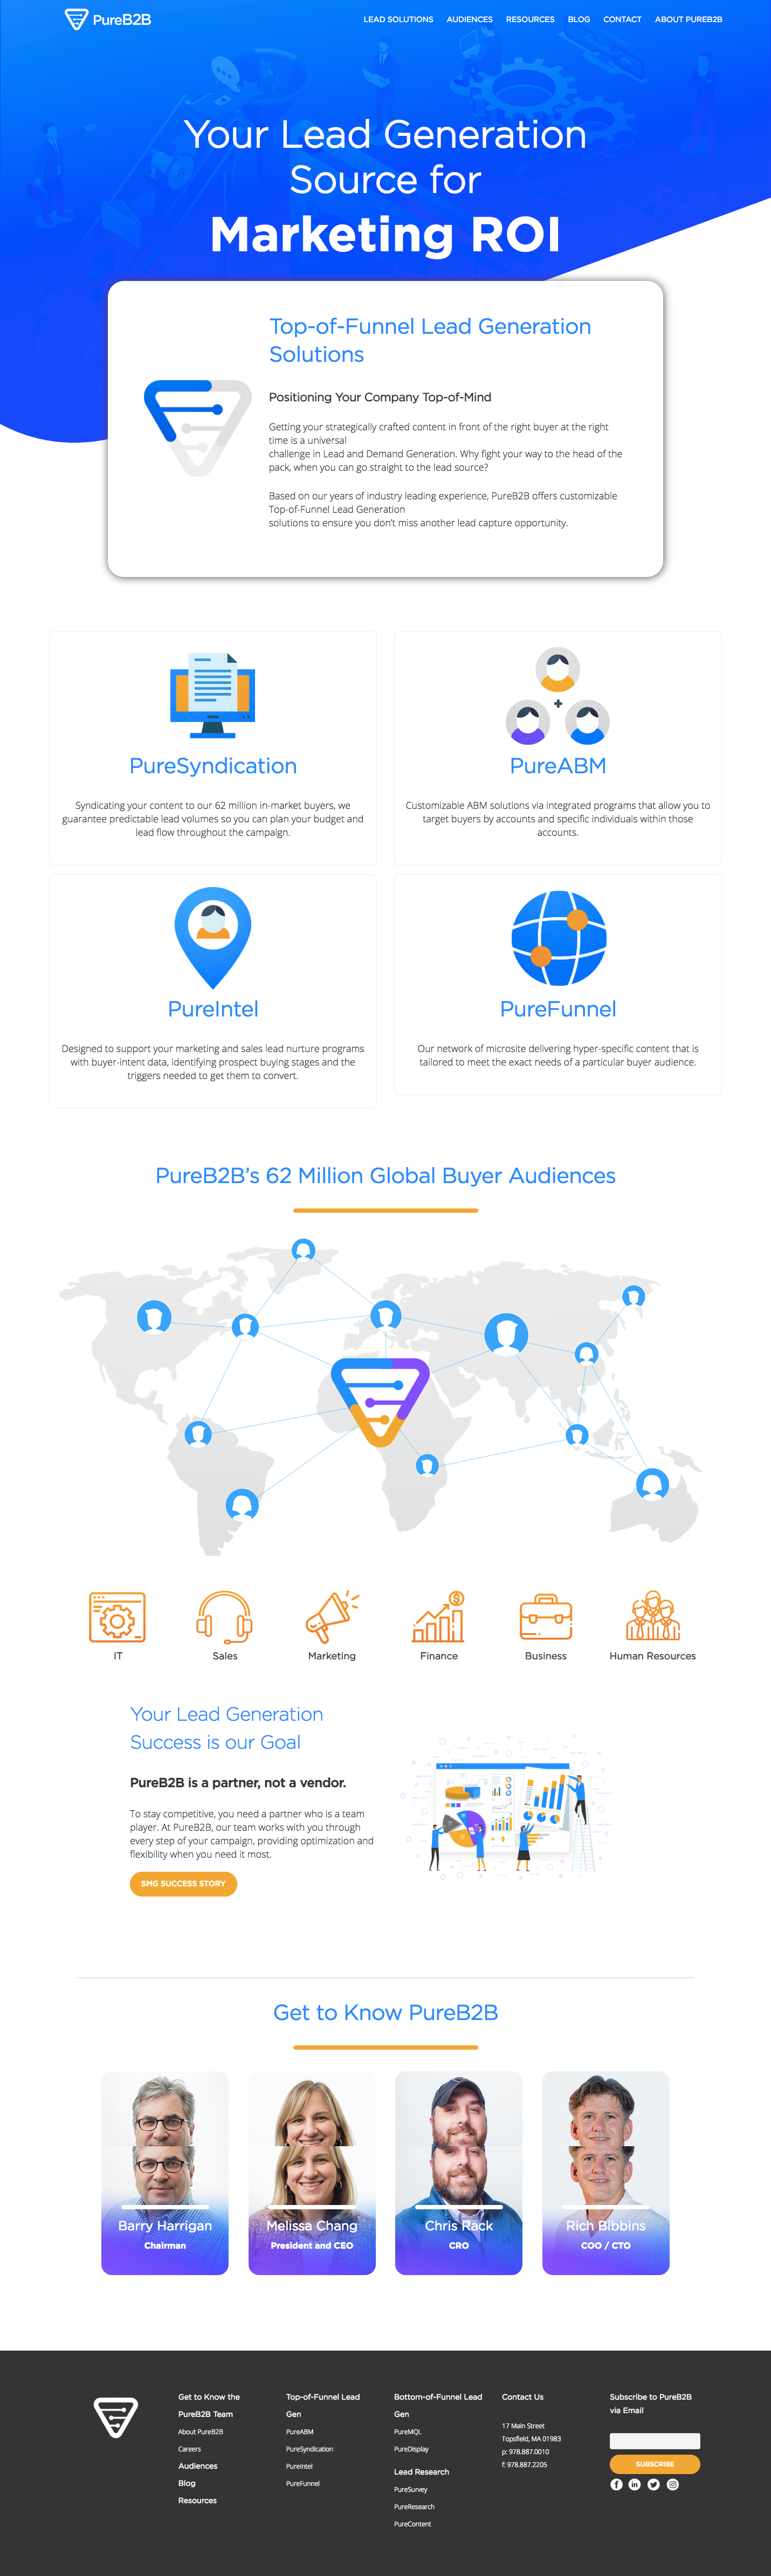 PureB2B
LEAD SOLUTIONS AUDIENCES RESOURCES BLOG CONTACT ABOUT PUREB2B
Your Lead Generation
Source for
Marketing ROI
Top-of-Funnel Lead Generation
Solutions
Positioning Your Company Top-of-Mind
Getting your strategically crafted content in front of the right buyer at the right
time is a universal
challenge in Lead and Demand Generation. Why fight your way to the head of the
pack, when you can go straight to the lead source?
Based on our years of industry leading experience, PureB2B offers customizable
Top-of-Funnel Lead Generation
solutions to ensure you don't miss another lead capture opportunity.
PureSyndication
Syndicating your content to our 62 million in-market buyers, we
guarantee predictable lead volumes so you can plan your budget and
lead flow throughout the campaign.
PureABM
Customizable ABM solutions via integrated programs that allow you to
target buyers by accounts and specific individuals within those
accounts.
PureIntel
Designed to support your marketing and sales lead nurture programs
with buyer-intent data, identifying prospect buying stages and the
triggers needed to get them to convert.
PureFunnel
Our network of microsite delivering hyper-specific content that is
tailored to meet the exact needs of a particular buyer audience.
PureB2B's 62 Million Global Buyer Audiences
IT Sales Marketing Finance Business Human Resources
Your Lead Generation
Success is our Goal
PureB2B is a partner, not a vendor.
To stay competitive, you need a partner who is a team
player. At PureB2B, our team works with you through
every step of your campaign, providing optimization and
flexibility when you need it most.
SMG SUCCESS STORY
Get to Know PureB2B
Barry Harrigan
Chairman
Melissa Chang
President and CEO
Chris Rack
CRO
Rich Bibbins
COO / CTO
Get to Know the
PureB2B Team
About PureB2B
Careers
Audiences
Blog
Resources
Top-of-Funnel Lead
Gen
PureABM
PureSyndication
PureIntel
PureFunnel
Bottom-of-Funnel Lead
Gen
PureMQL
PureDisplay
Lead Research
PureSurvey
PureResearch
PureContent
Contact Us
17 Main Street
Topsfield, MA 01983
p: 978.887.0010
f: 978.887.2205
Subscribe to PureB2B
via Email
SUBSCRIBE